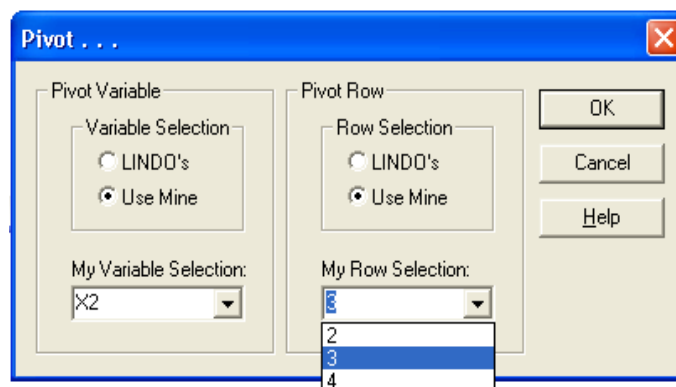 Pivot . . .
Pivot Variable
Variable Selection
LINDO's
Use Mine
My Variable Selection:
X2
Pivot Row
Row Selection
LINDO's
Use Mine
My Row Selection:
3
2
3
4
OK
Cancel
Help